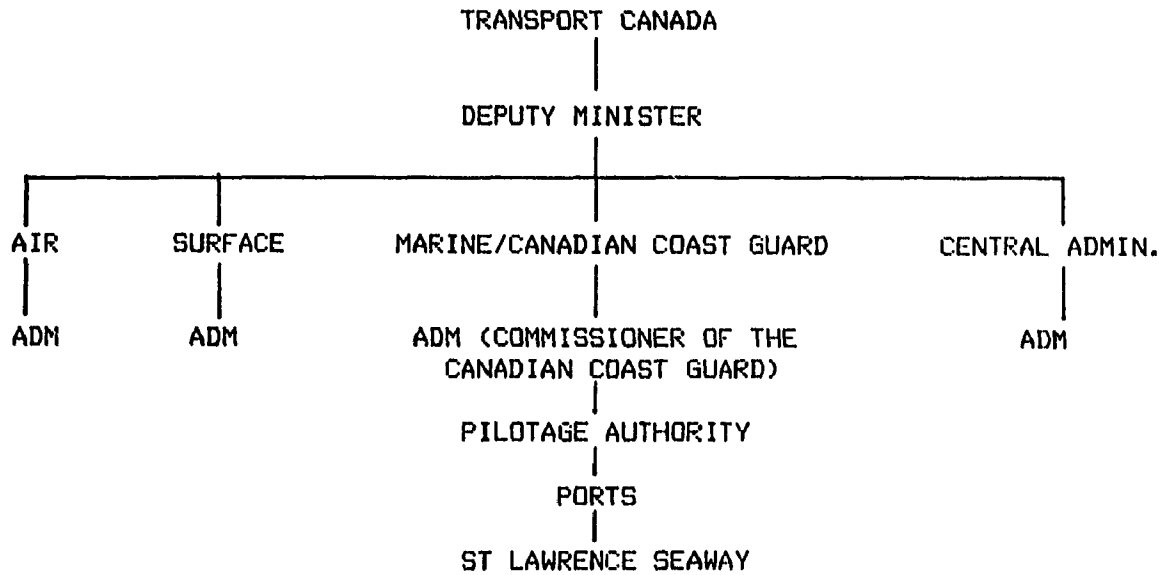 TRANSPORT CANADA
DEPUTY MINISTER
AIR SURFACE MARINE/CANADIAN COAST GUARD CENTRAL ADMIN.
ADM ADM ADM (COMMISSIONER OF THE ADM
CANADIAN COAST GUARD)
PILOTAGE AUTHORITY
PORTS
ST LAWRENCE SEAWAY